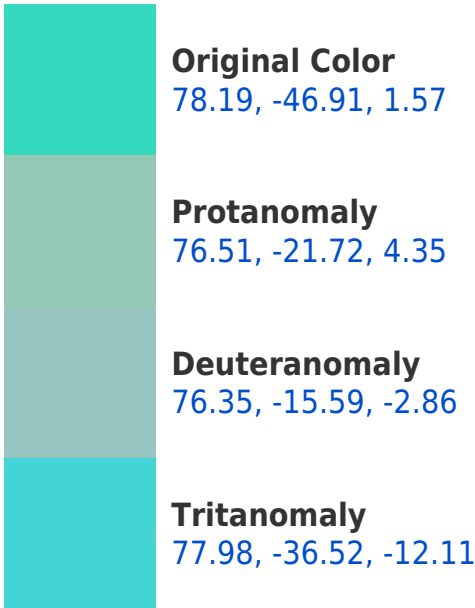 Original Color
78.19, -46.91, 1.57
Protanomaly
76.51, -21.72, 4.35
Deuteranomaly
76.35, -15.59, -2.86
Tritanomaly
77.98, -36.52, -12.11